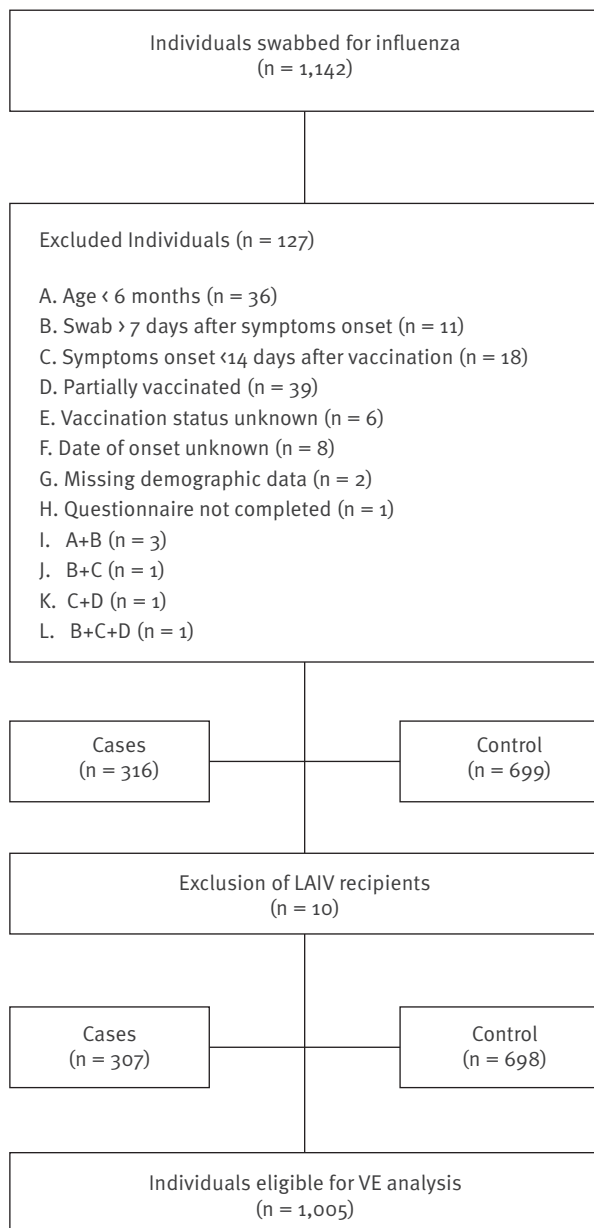 Individuals swabbed for influenza
(n = 1,142)
Excluded Individuals (n = 127)
A. Age < 6 months (n = 36)
B. Swab > 7 days after symptoms onset (n = 11)
C. Symptoms onset <14 days after vaccination (n = 18)
D. Partially vaccinated (n = 39)
E. Vaccination status unknown (n = 6)
F. Date of onset unknown (n = 8)
G. Missing demographic data (n = 2)
H. Questionnaire not completed (n = 1)
I. A+B (n = 3)
J. B+C (n = 1)
K. C+D (n = 1)
L. B+C+D (n = 1)
Cases
(n = 316)
Control
(n = 699)
Exclusion of LAIV recipients
(n = 10)
Cases
(n = 307)
Control
(n = 698)
Individuals eligible for VE analysis
(n = 1,005)